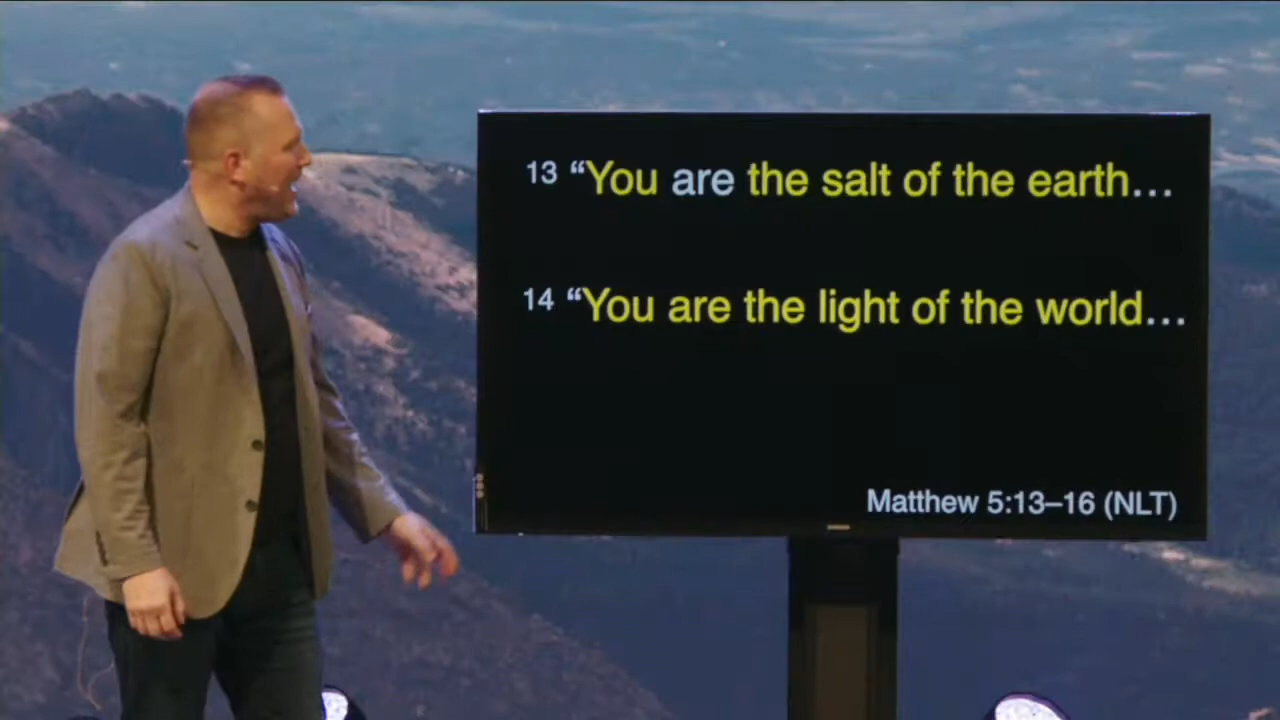 13 “You are the salt of the earth…
14 “You are the light of the world…
Matthew 5:13–16 (NLT)